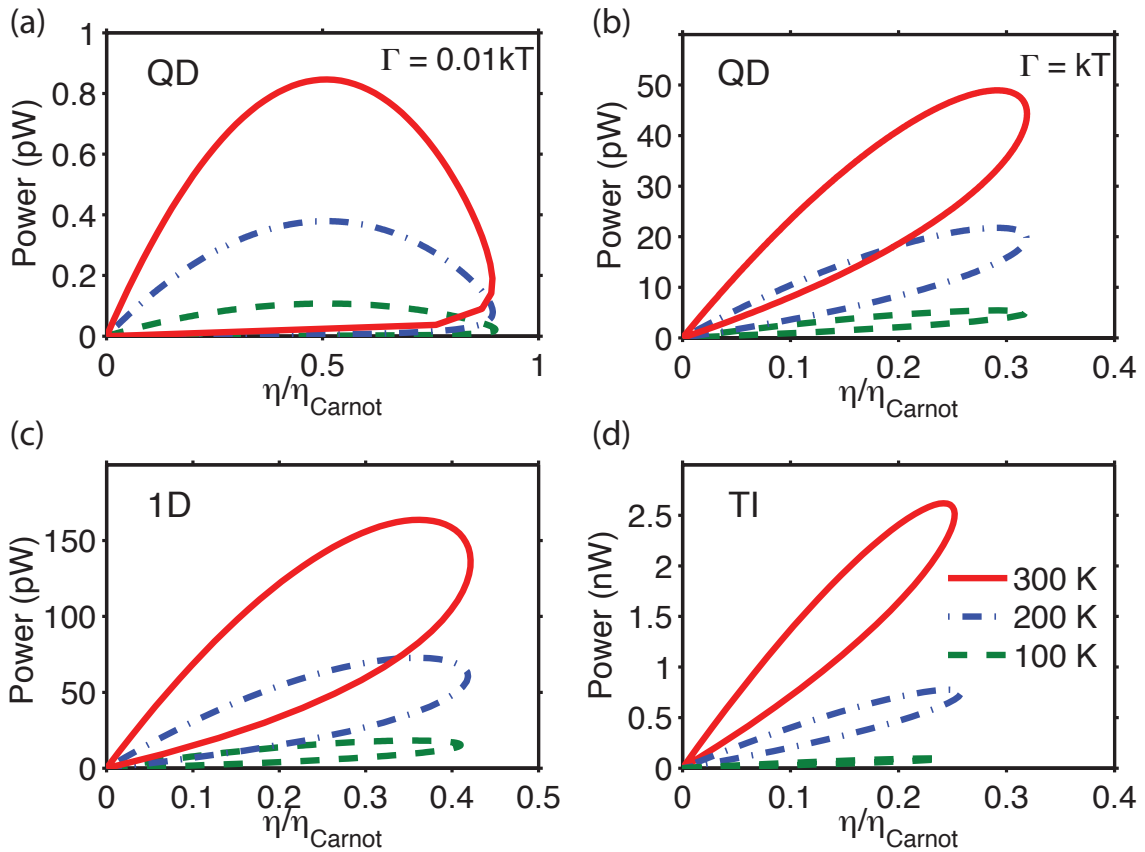 (a)
QD
Γ = 0.01kT
Power (pW)
1
0.8
0.6
0.4
0.2
0
0
0.5
1
η/ηCarnot
(b)
QD
Γ = kT
Power (pW)
50
40
30
20
10
0
0
0.1
0.2
0.3
0.4
η/ηCarnot
(c)
1D
Power (pW)
150
100
50
0
0
0.1
0.2
0.3
0.4
0.5
η/ηCarnot
(d)
TI
Power (nW)
2.5
2
1.5
1
0.5
0
300 K
200 K
100 K
0
0.1
0.2
0.3
0.4
η/ηCarnot